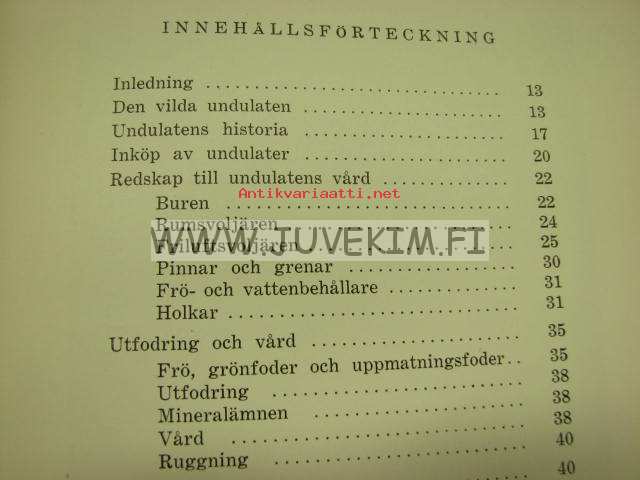 INNEHÅLLSFÖRTECKNING
Inledning ................................ 13
Den vilda undulaten ...................... 13
Undulatens historia ...................... 17
Inköp av undulater ....................... 20
Redskap till undulatens vård ............. 22
Antikvariaatti.net
Buren .................................... 22
Rumsvoljären ............................. 24
WWW.JUVEKIM.FI
Friluftsvoljären ......................... 25
Pinnar och grenar ........................ 30
Frö- och vattenbehållare ................. 31
Holkar ................................... 31
Utfodring och vård ....................... 35
Frö, grönfoder och uppmatningsfoder .. 35
Utfodring ................................ 38
Mineralämnen ............................. 38
Vård ..................................... 38
Ruggning ................................. 40
40